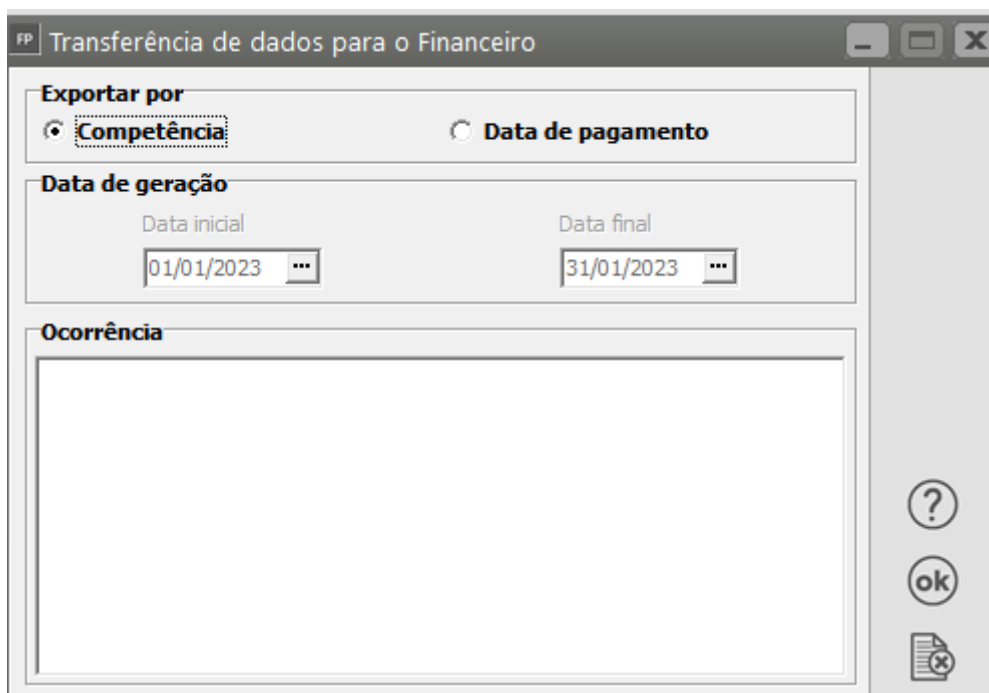 FP Transferência de dados para o Financeiro
Exportar por
Competência Data de pagamento
Data de geração
Data inicial Data final
01/01/2023 ... 31/01/2023 ...
Ocorrência
?
ok